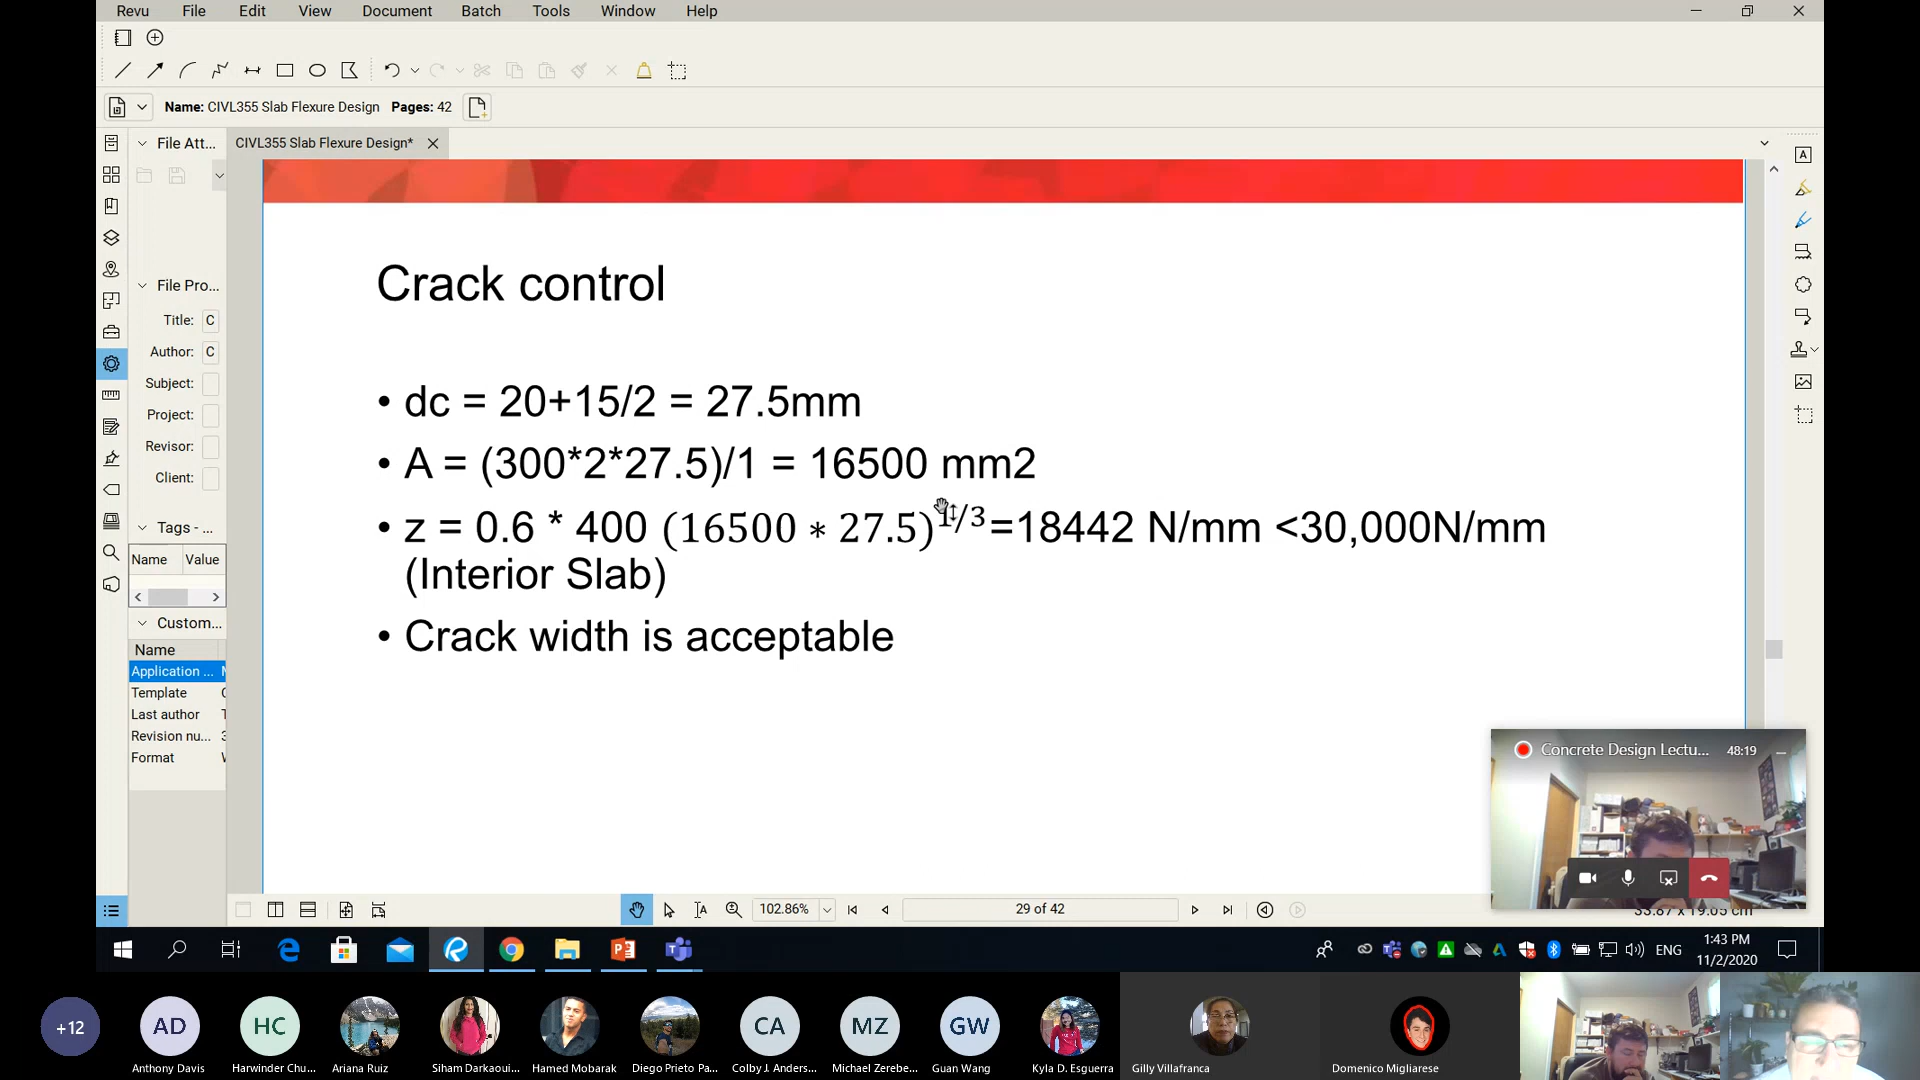 Revu File Edit View Document Batch Tools Window Help
Name: CIVL355 Slab Flexure Design Pages: 42
File Att...
CIVL355 Slab Flexure Design*
Crack control
File Pro...
Title: C
Author: C
Subject:
Project:
Revisor:
Client:
• dc = 20+15/2 = 27.5mm
• A = (300*2*27.5)/1 = 16500 mm2
• z = 0.6 * 400 (16500 ∗ 27.5)^1/3=18442 N/mm <30,000N/mm
(Interior Slab)
• Crack width is acceptable
Tags - ...
Name Value
Custom...
Name
Application ...
Template
Last author
Revision nu... 3
Format
Concrete Design Lectu... 48:19
102.86%
29 of 42
33.87 x 19.05 cm
ENG
1:43 PM
11/2/2020
+12
AD
HC
CA
MZ
GW
Anthony Davis
Harwinder Chu...
Ariana Ruiz
Siham Darkaoui...
Hamed Mobarak
Diego Prieto Pa...
Colby J. Anders...
Michael Zerebe...
Guan Wang
Kyla D. Esguerra
Gilly Villafranca
Domenico Migliarese